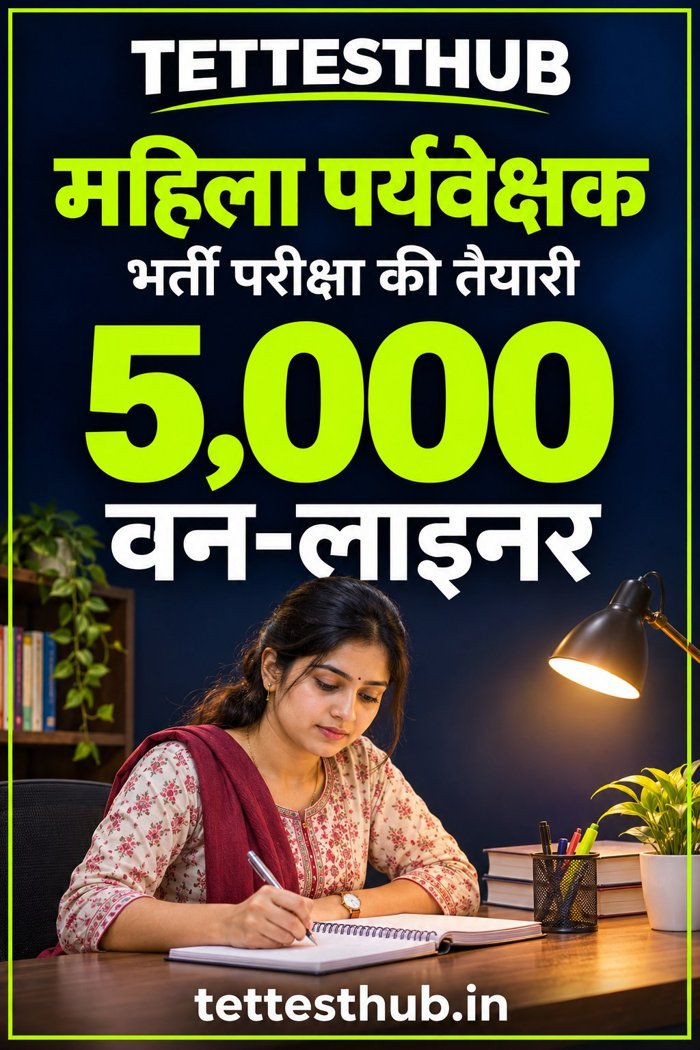 TETTESTHUB
महिला पर्यवेक्षक
भर्ती परीक्षा की तैयारी
5,000
वन-लाइनर
tettesthub.in